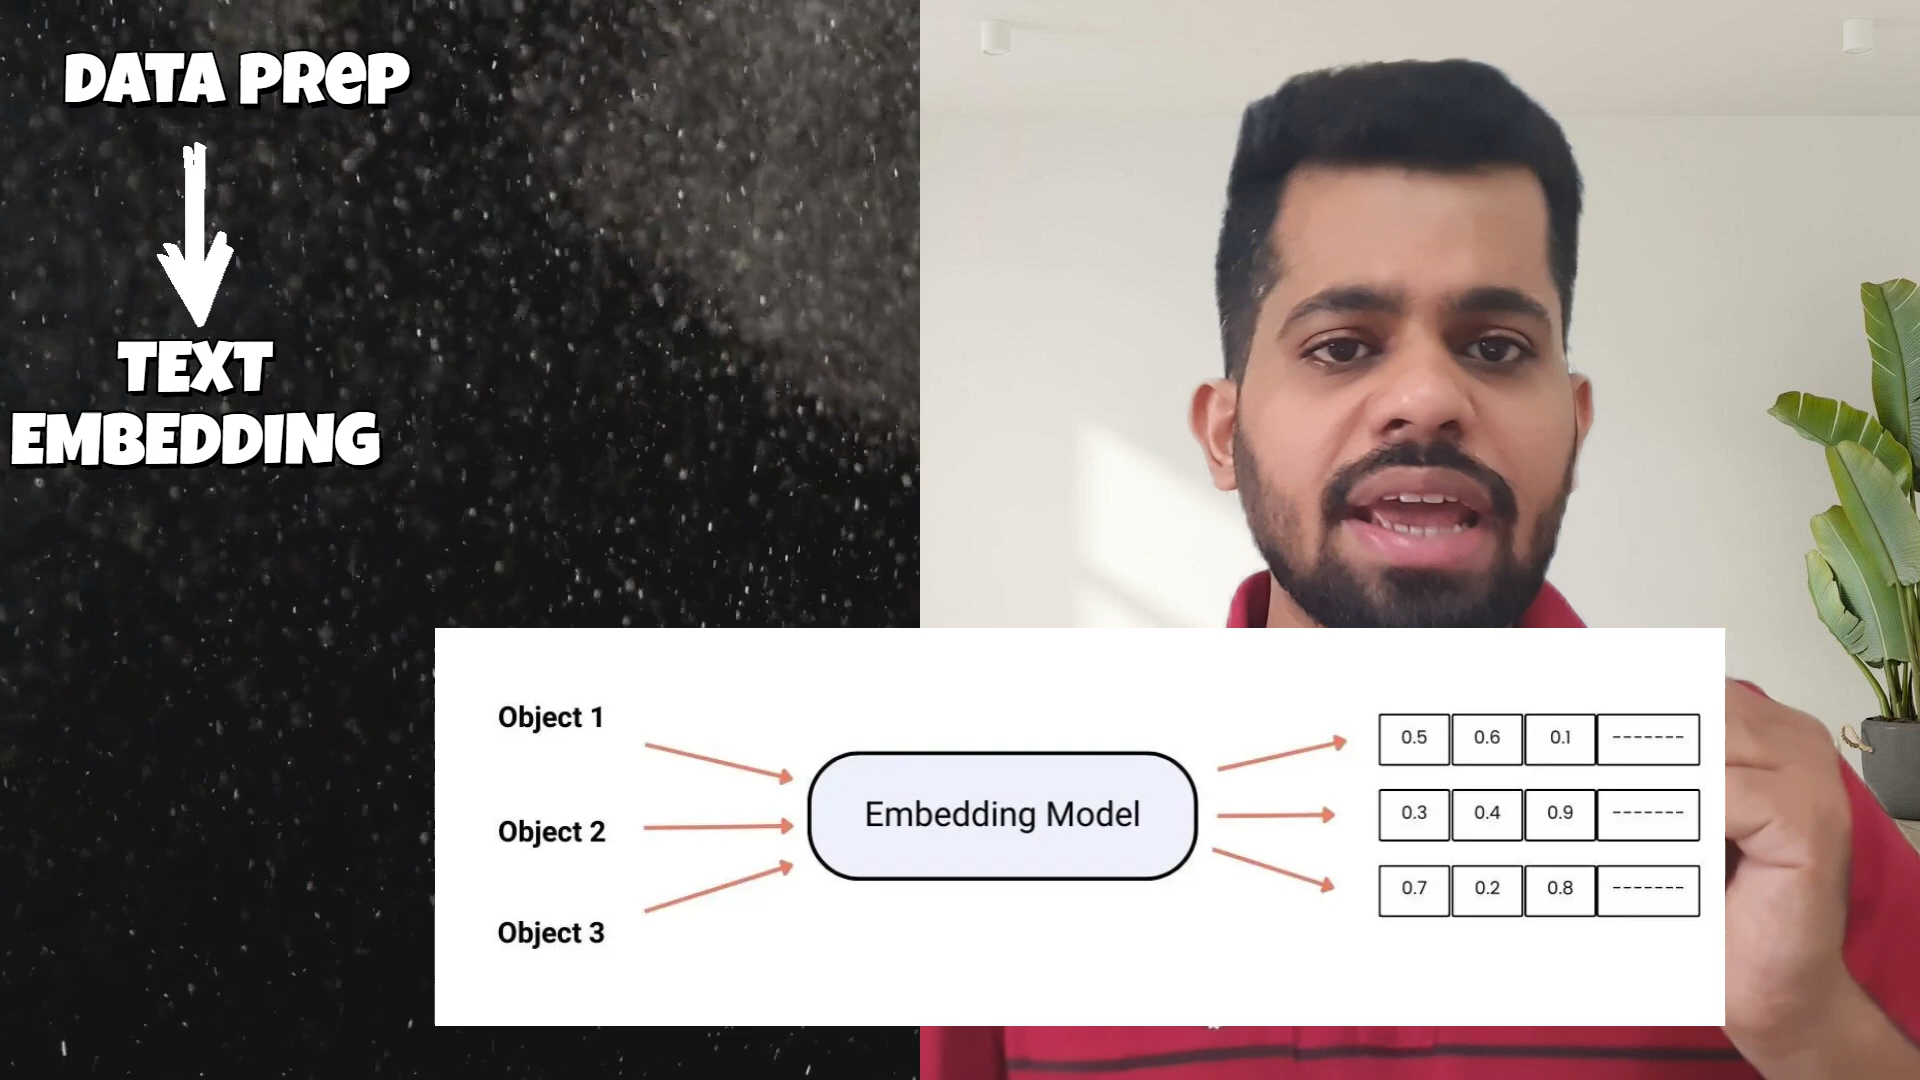 DATA PReP
TEXT
EMBEDDING
Object 1
Object 2
Object 3
Embedding Model
0.5 0.6 0.1 -------
0.3 0.4 0.9 -------
0.7 0.2 0.8 -------